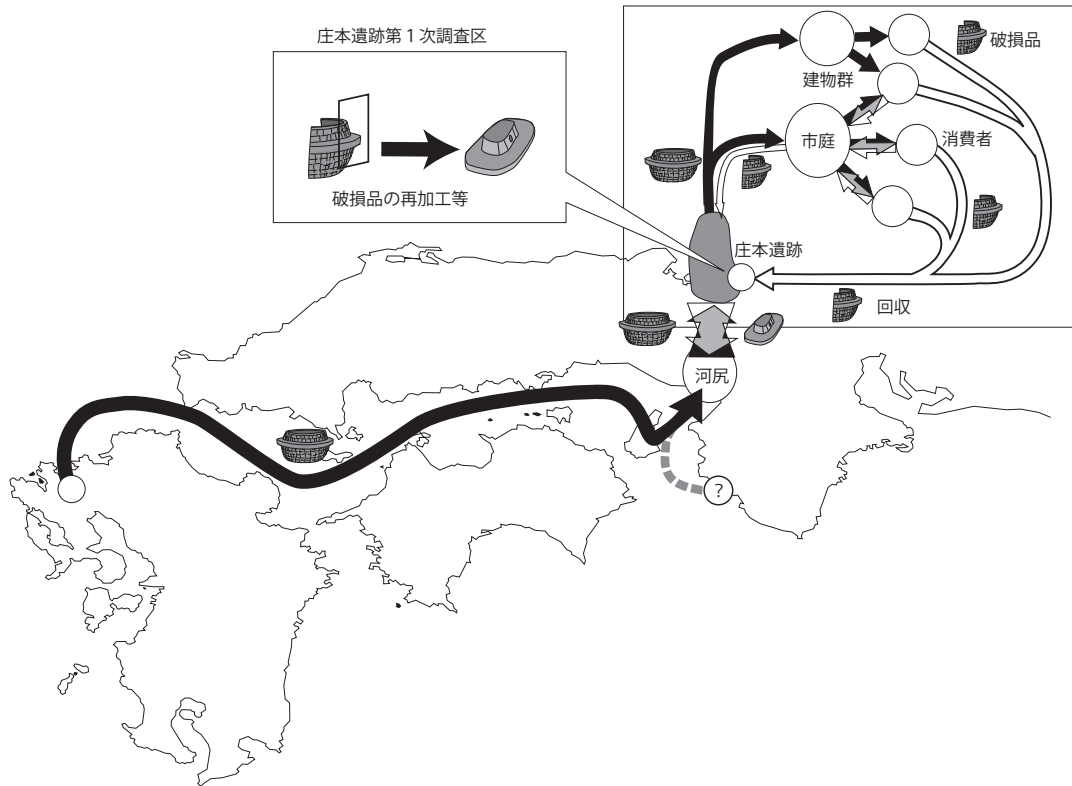 庄本遺跡第１次調査区
破損品の再加工等
破損品
建物群
市庭
消費者
庄本遺跡
回収
河尻
？